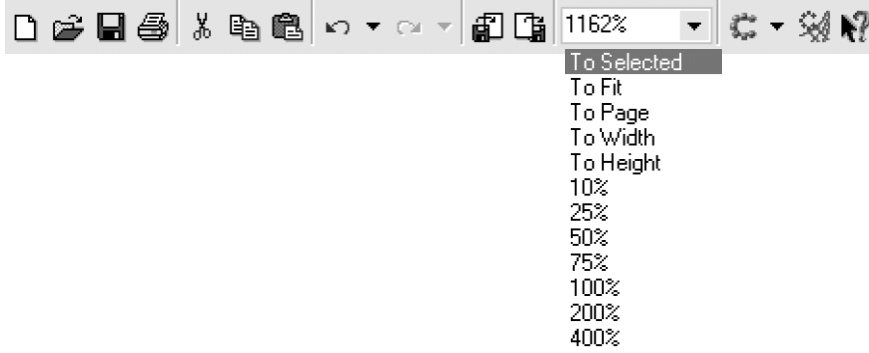 1162%
To Selected
To Fit
To Page
To Width
To Height
10%
25%
50%
75%
100%
200%
400%